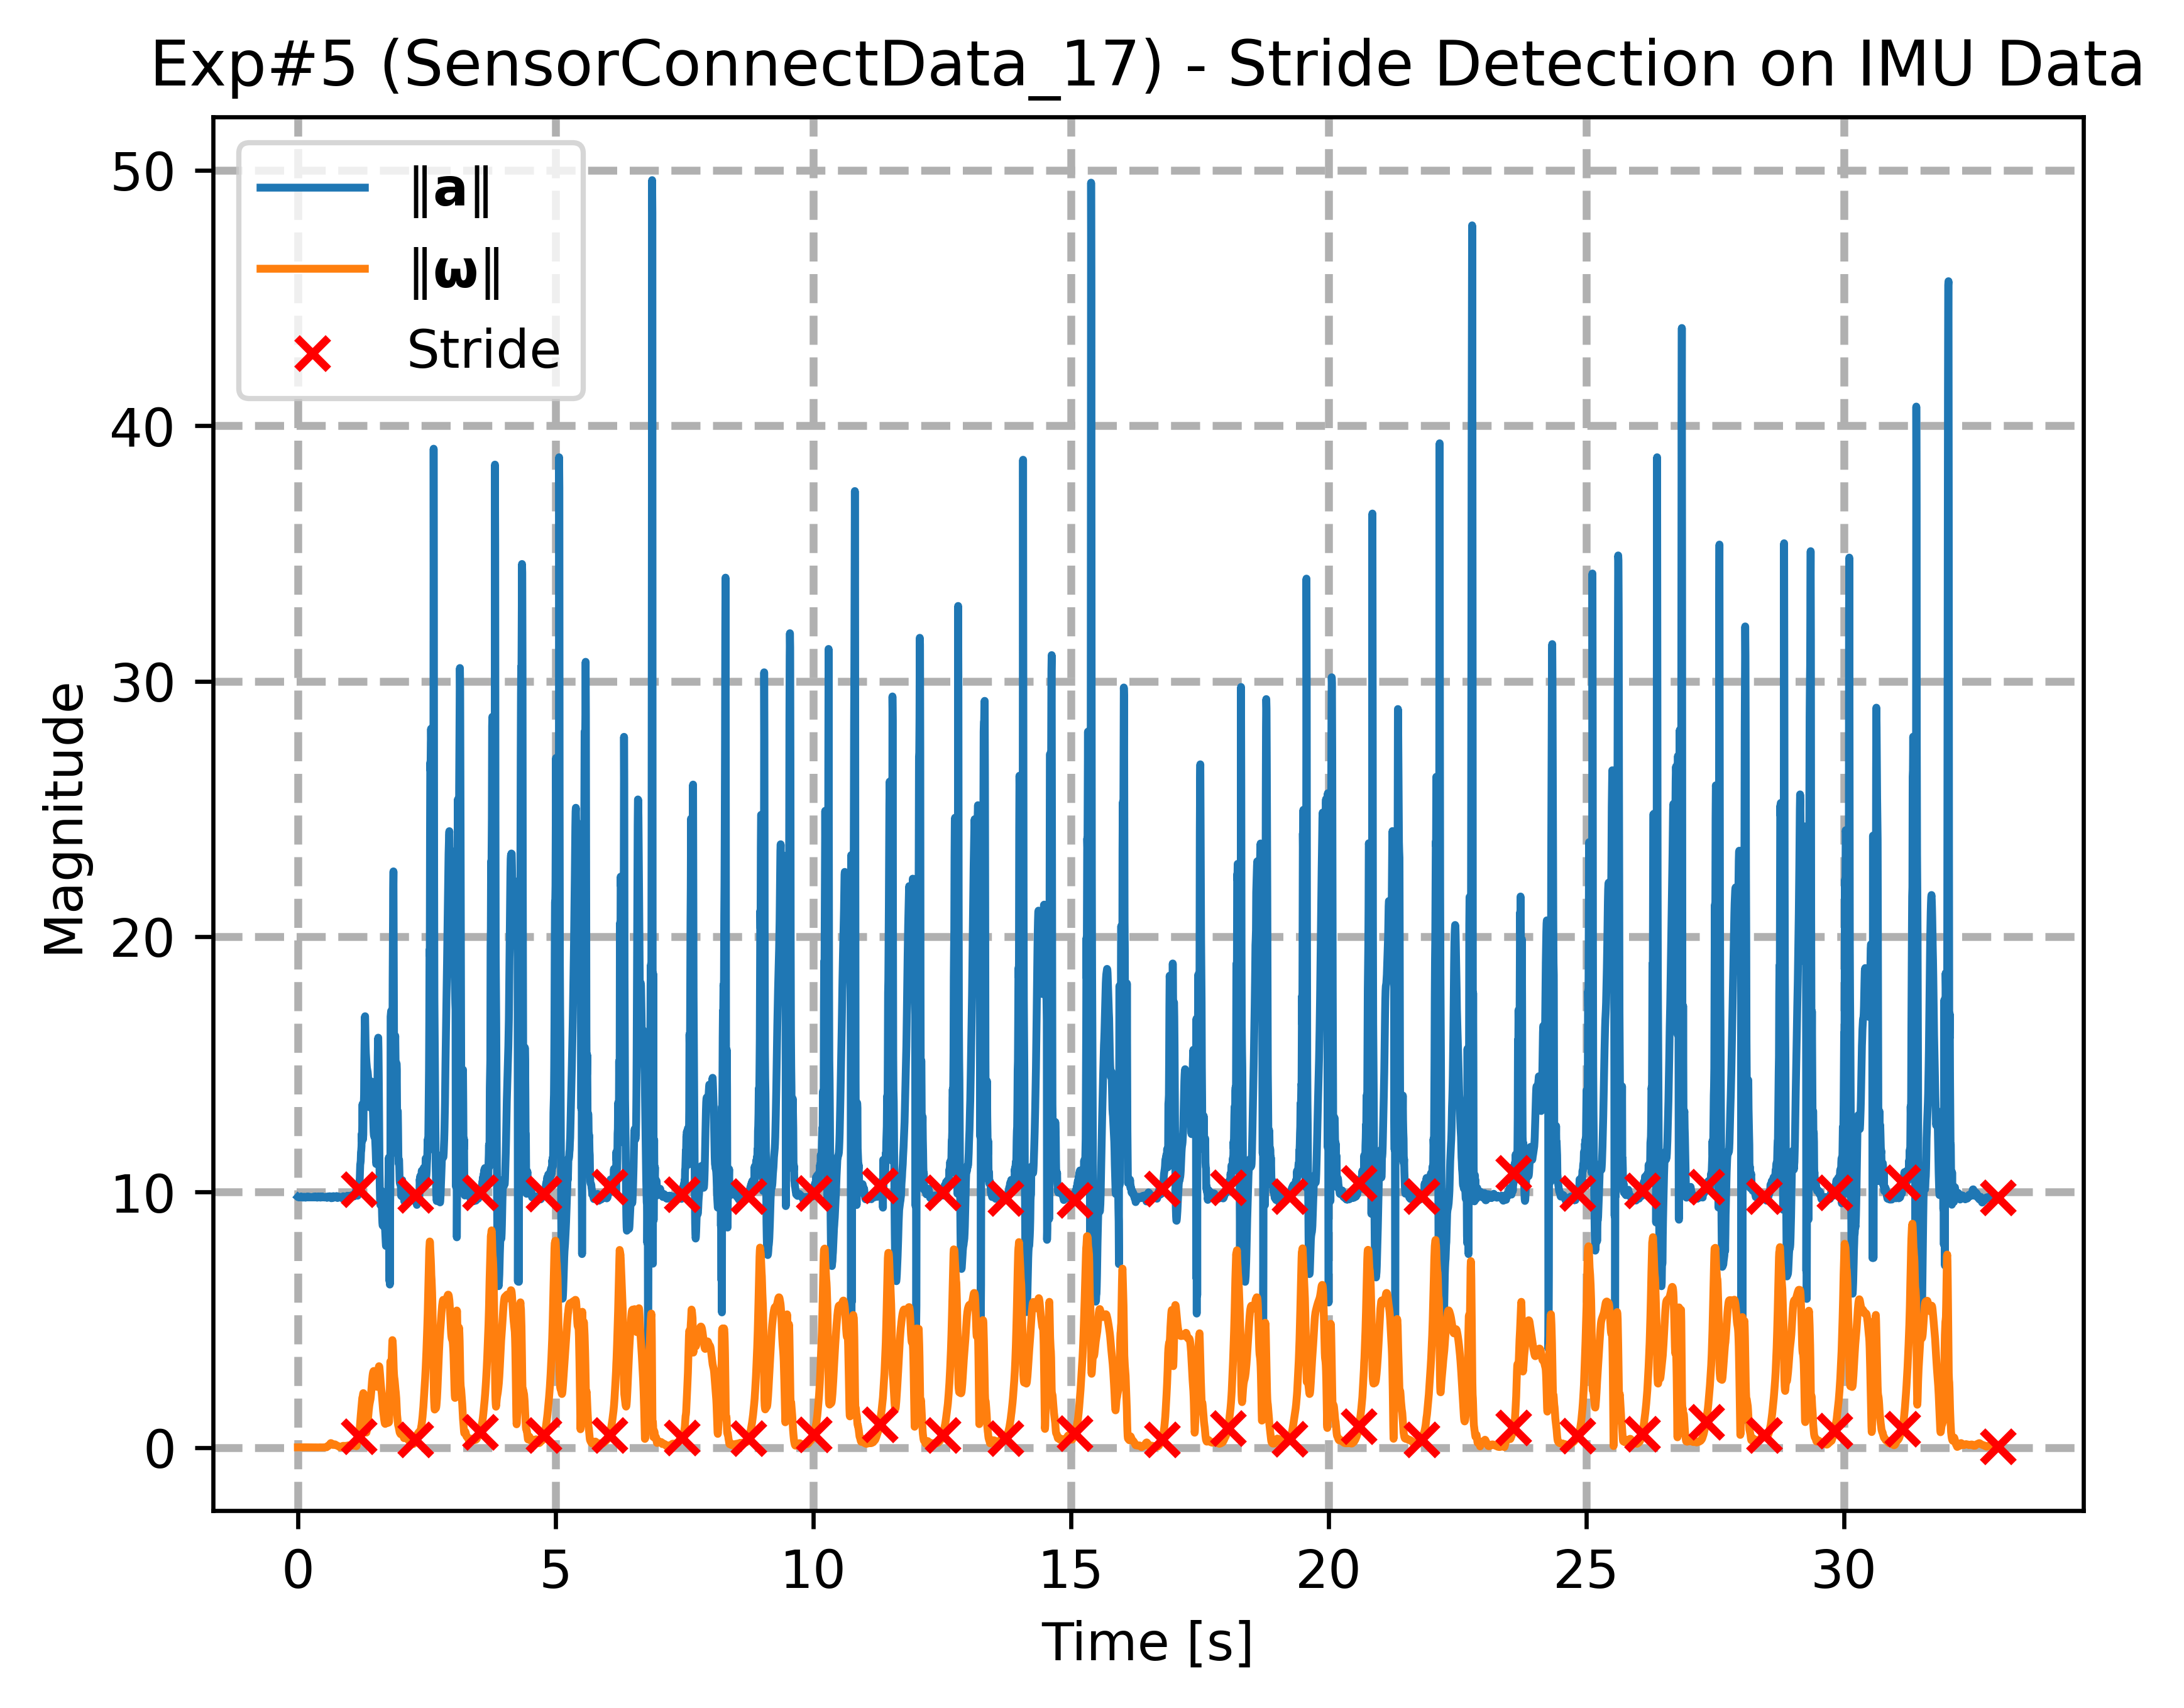 Exp#5 (SensorConnectData_17) - Stride Detection on IMU Data
‖a‖
‖ω‖
Stride
Magnitude
50
40
30
20
10
0
0 5 10 15 20 25 30
Time [s]